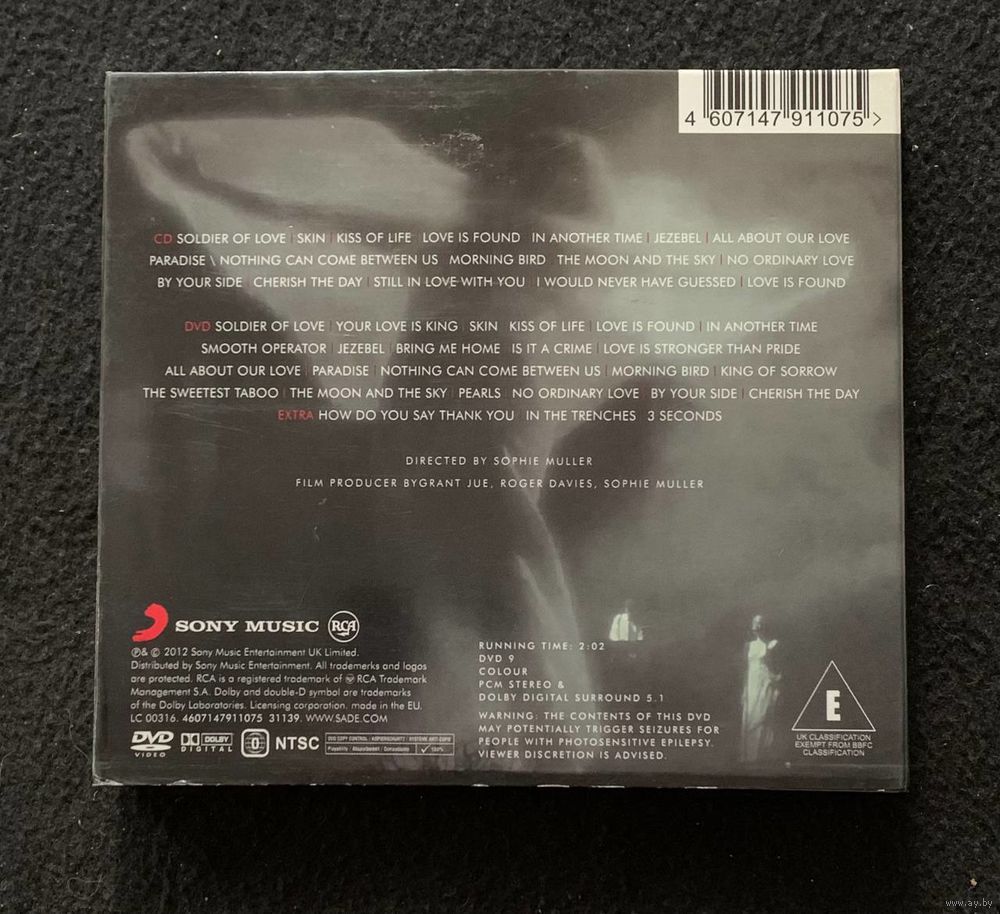 4 607147 911075 >
CD SOLDIER OF LOVE | SKIN | KISS OF LIFE | LOVE IS FOUND | IN ANOTHER TIME | JEZEBEL | ALL ABOUT OUR LOVE
PARADISE \ NOTHING CAN COME BETWEEN US | MORNING BIRD | THE MOON AND THE SKY | NO ORDINARY LOVE
BY YOUR SIDE | CHERISH THE DAY | STILL IN LOVE WITH YOU | I WOULD NEVER HAVE GUESSED | LOVE IS FOUND
DVD SOLDIER OF LOVE | YOUR LOVE IS KING | SKIN | KISS OF LIFE | LOVE IS FOUND | IN ANOTHER TIME
SMOOTH OPERATOR | JEZEBEL | BRING ME HOME | IS IT A CRIME | LOVE IS STRONGER THAN PRIDE
ALL ABOUT OUR LOVE | PARADISE | NOTHING CAN COME BETWEEN US | MORNING BIRD | KING OF SORROW
THE SWEETEST TABOO | THE MOON AND THE SKY | PEARLS | NO ORDINARY LOVE | BY YOUR SIDE | CHERISH THE DAY
EXTRA HOW DO YOU SAY THANK YOU | IN THE TRENCHES | 3 SECONDS
DIRECTED BY SOPHIE MULLER
FILM PRODUCER BYGRANT JUE, ROGER DAVIES, SOPHIE MULLER
SONY MUSIC RCA
℗& © 2012 Sony Music Entertainment UK Limited.
Distributed by Sony Music Entertainment. All trademarks and logos
are protected. RCA is a registered trademark of RCA Trademark
Management S.A. Dolby and double-D symbol are trademarks
of the Dolby Laboratories. Licensing corporation. made in the EU.
LC 00316. 4607147911075 31139. WWW.SADE.COM
DVD VIDEO DOLBY DIGITAL 0 NTSC
RUNNING TIME: 2:02
DVD 9
COLOUR
PCM STEREO &
DOLBY DIGITAL SURROUND 5.1
WARNING: THE CONTENTS OF THIS DVD
MAY POTENTIALLY TRIGGER SEIZURES FOR
PEOPLE WITH PHOTOSENSITIVE EPILEPSY.
VIEWER DISCRETION IS ADVISED.
E
UK CLASSIFICATION
EXEMPT FROM BBFC
CLASSIFICATION
www.ay.by